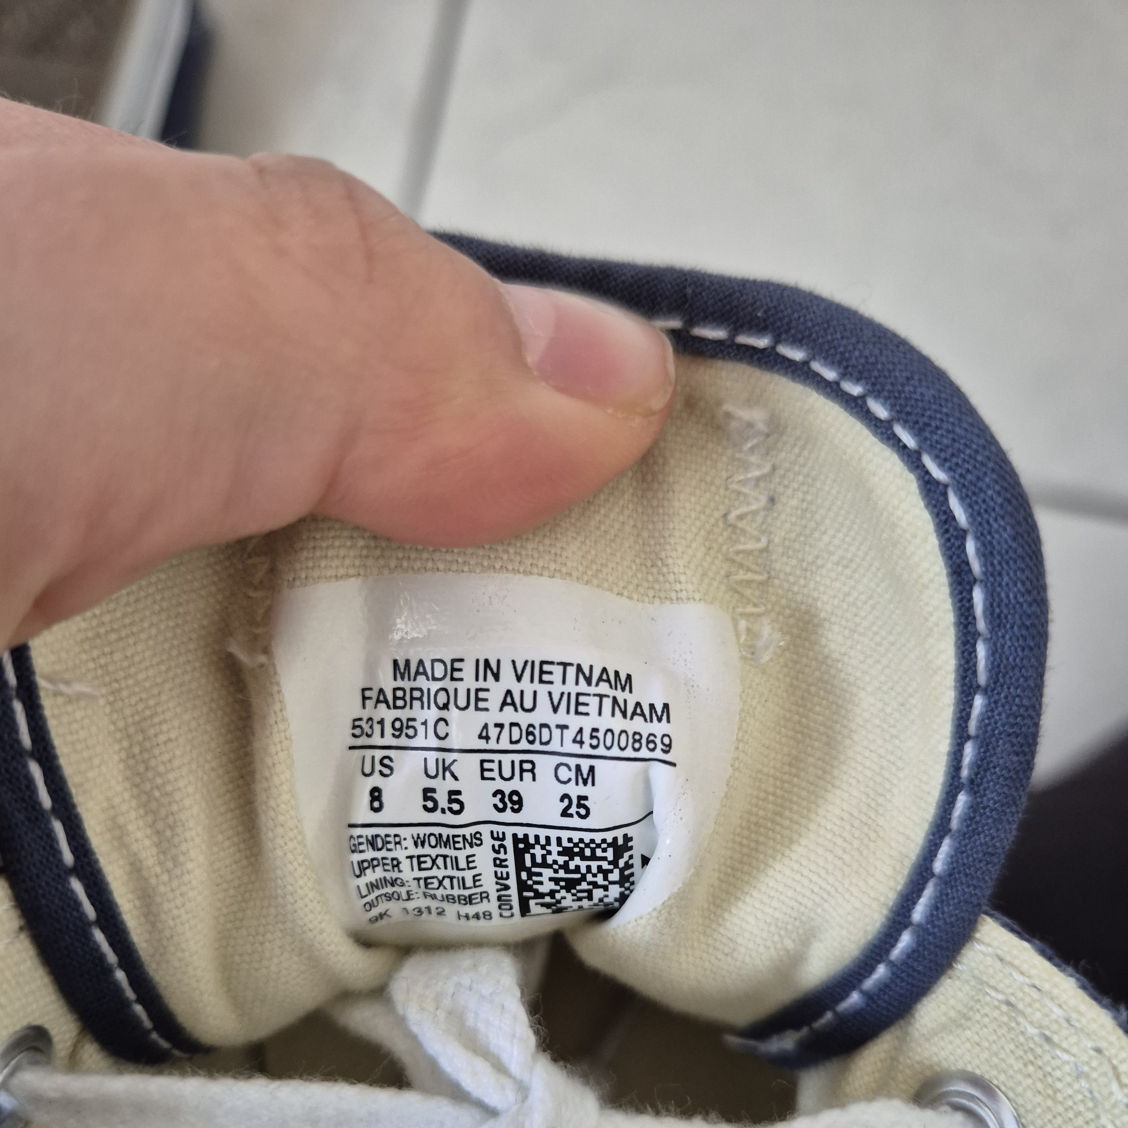 MADE IN VIETNAM
FABRIQUE AU VIETNAM
531951C 47D6DT4500869
US UK EUR CM
8 5.5 39 25
GENDER: WOMENS
UPPER: TEXTILE
LINING: TEXTILE
OUTSOLE: RUBBER
1312 H48
CONVERSE